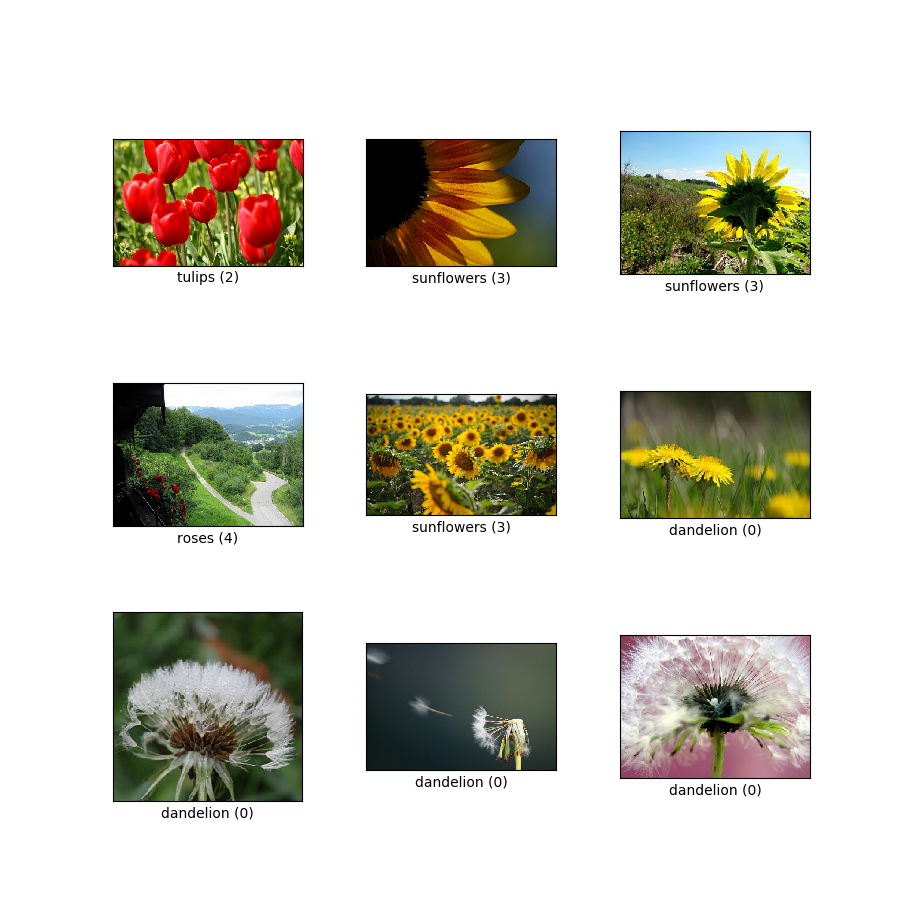 tulips (2)
sunflowers (3)
sunflowers (3)
roses (4)
sunflowers (3)
dandelion (0)
dandelion (0)
dandelion (0)
dandelion (0)